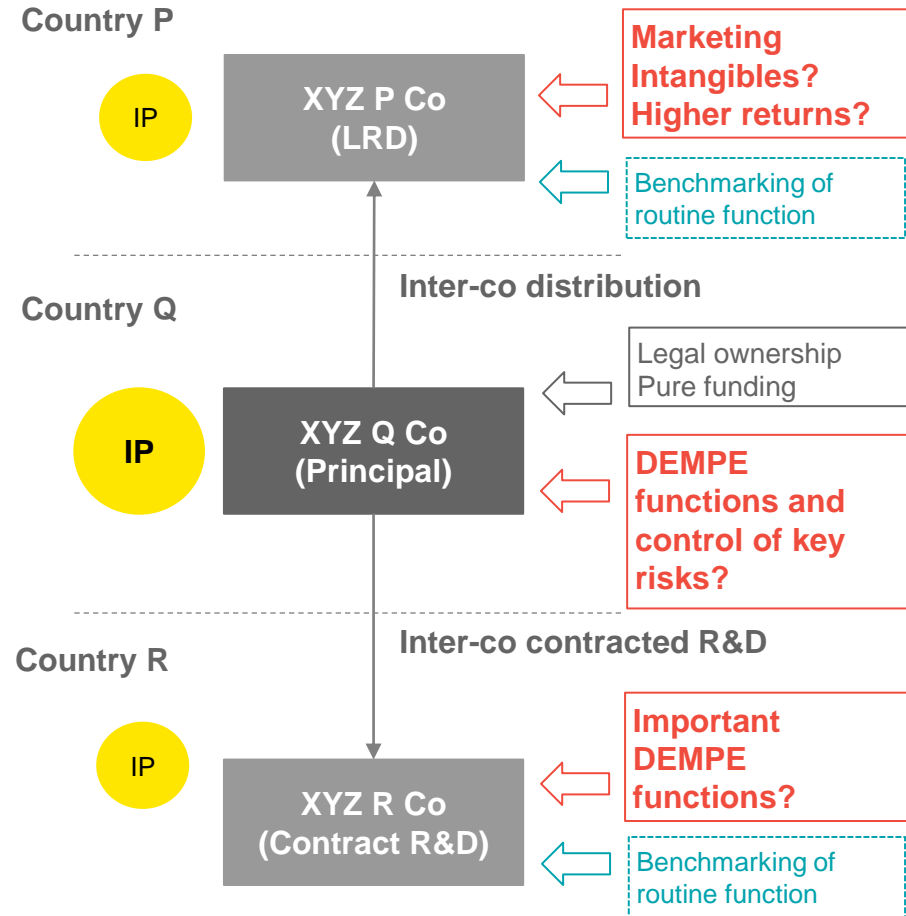 Country P
IP
XYZ P Co
(LRD)
Marketing
Intangibles?
Higher returns?
Benchmarking of
routine function
Inter-co distribution
Country Q
IP
XYZ Q Co
(Principal)
Legal ownership
Pure funding
DEMPE
functions and
control of key
risks?
Inter-co contracted R&D
Country R
IP
XYZ R Co
(Contract R&D)
Important
DEMPE
functions?
Benchmarking of
routine function